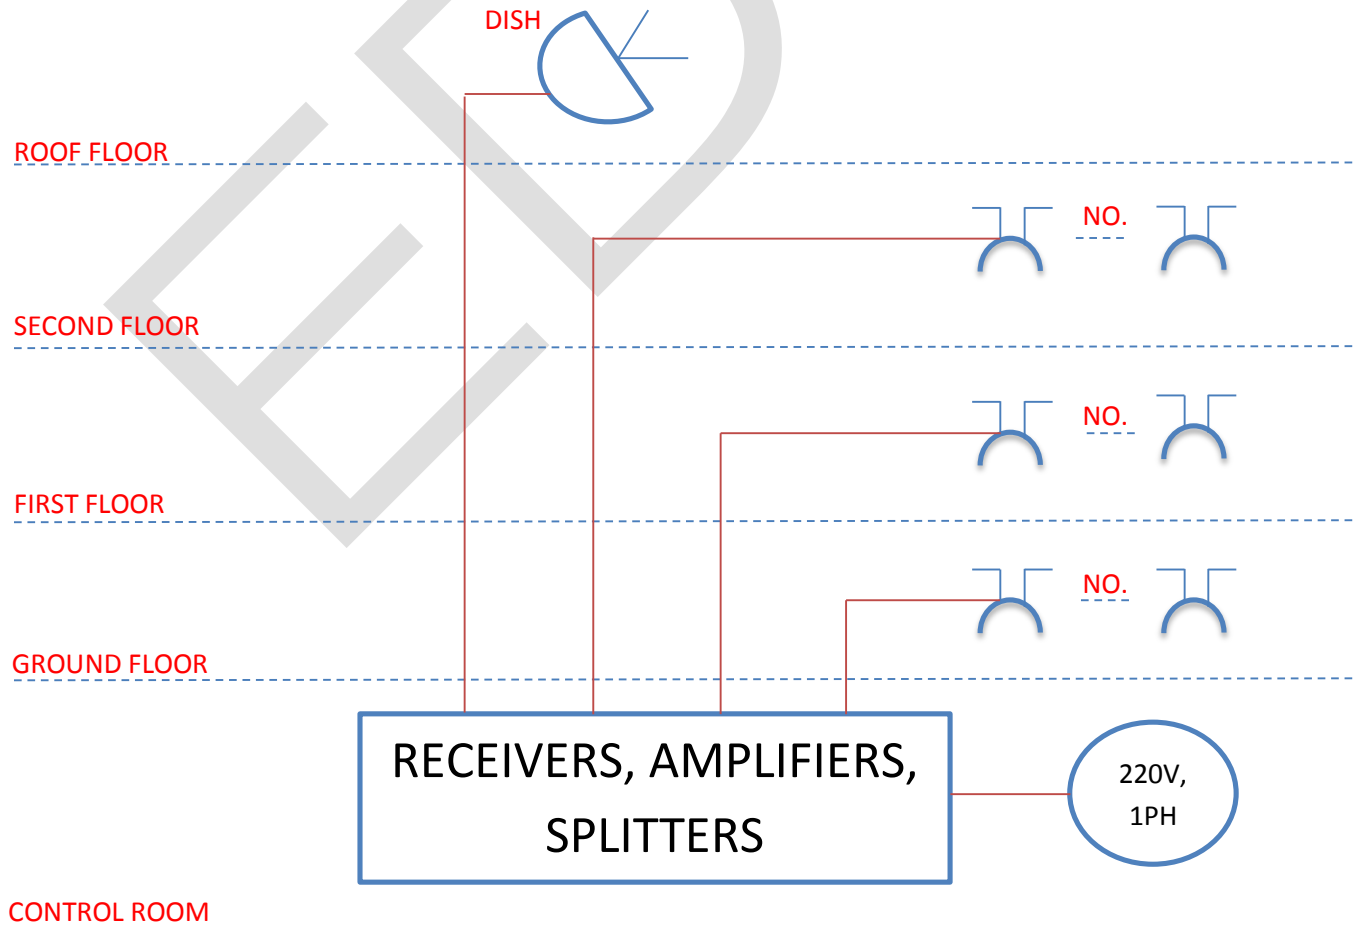 DISH
ROOF FLOOR
NO.
SECOND FLOOR
NO.
FIRST FLOOR
NO.
GROUND FLOOR
RECEIVERS, AMPLIFIERS,
SPLITTERS
220V,
1PH
CONTROL ROOM
ED